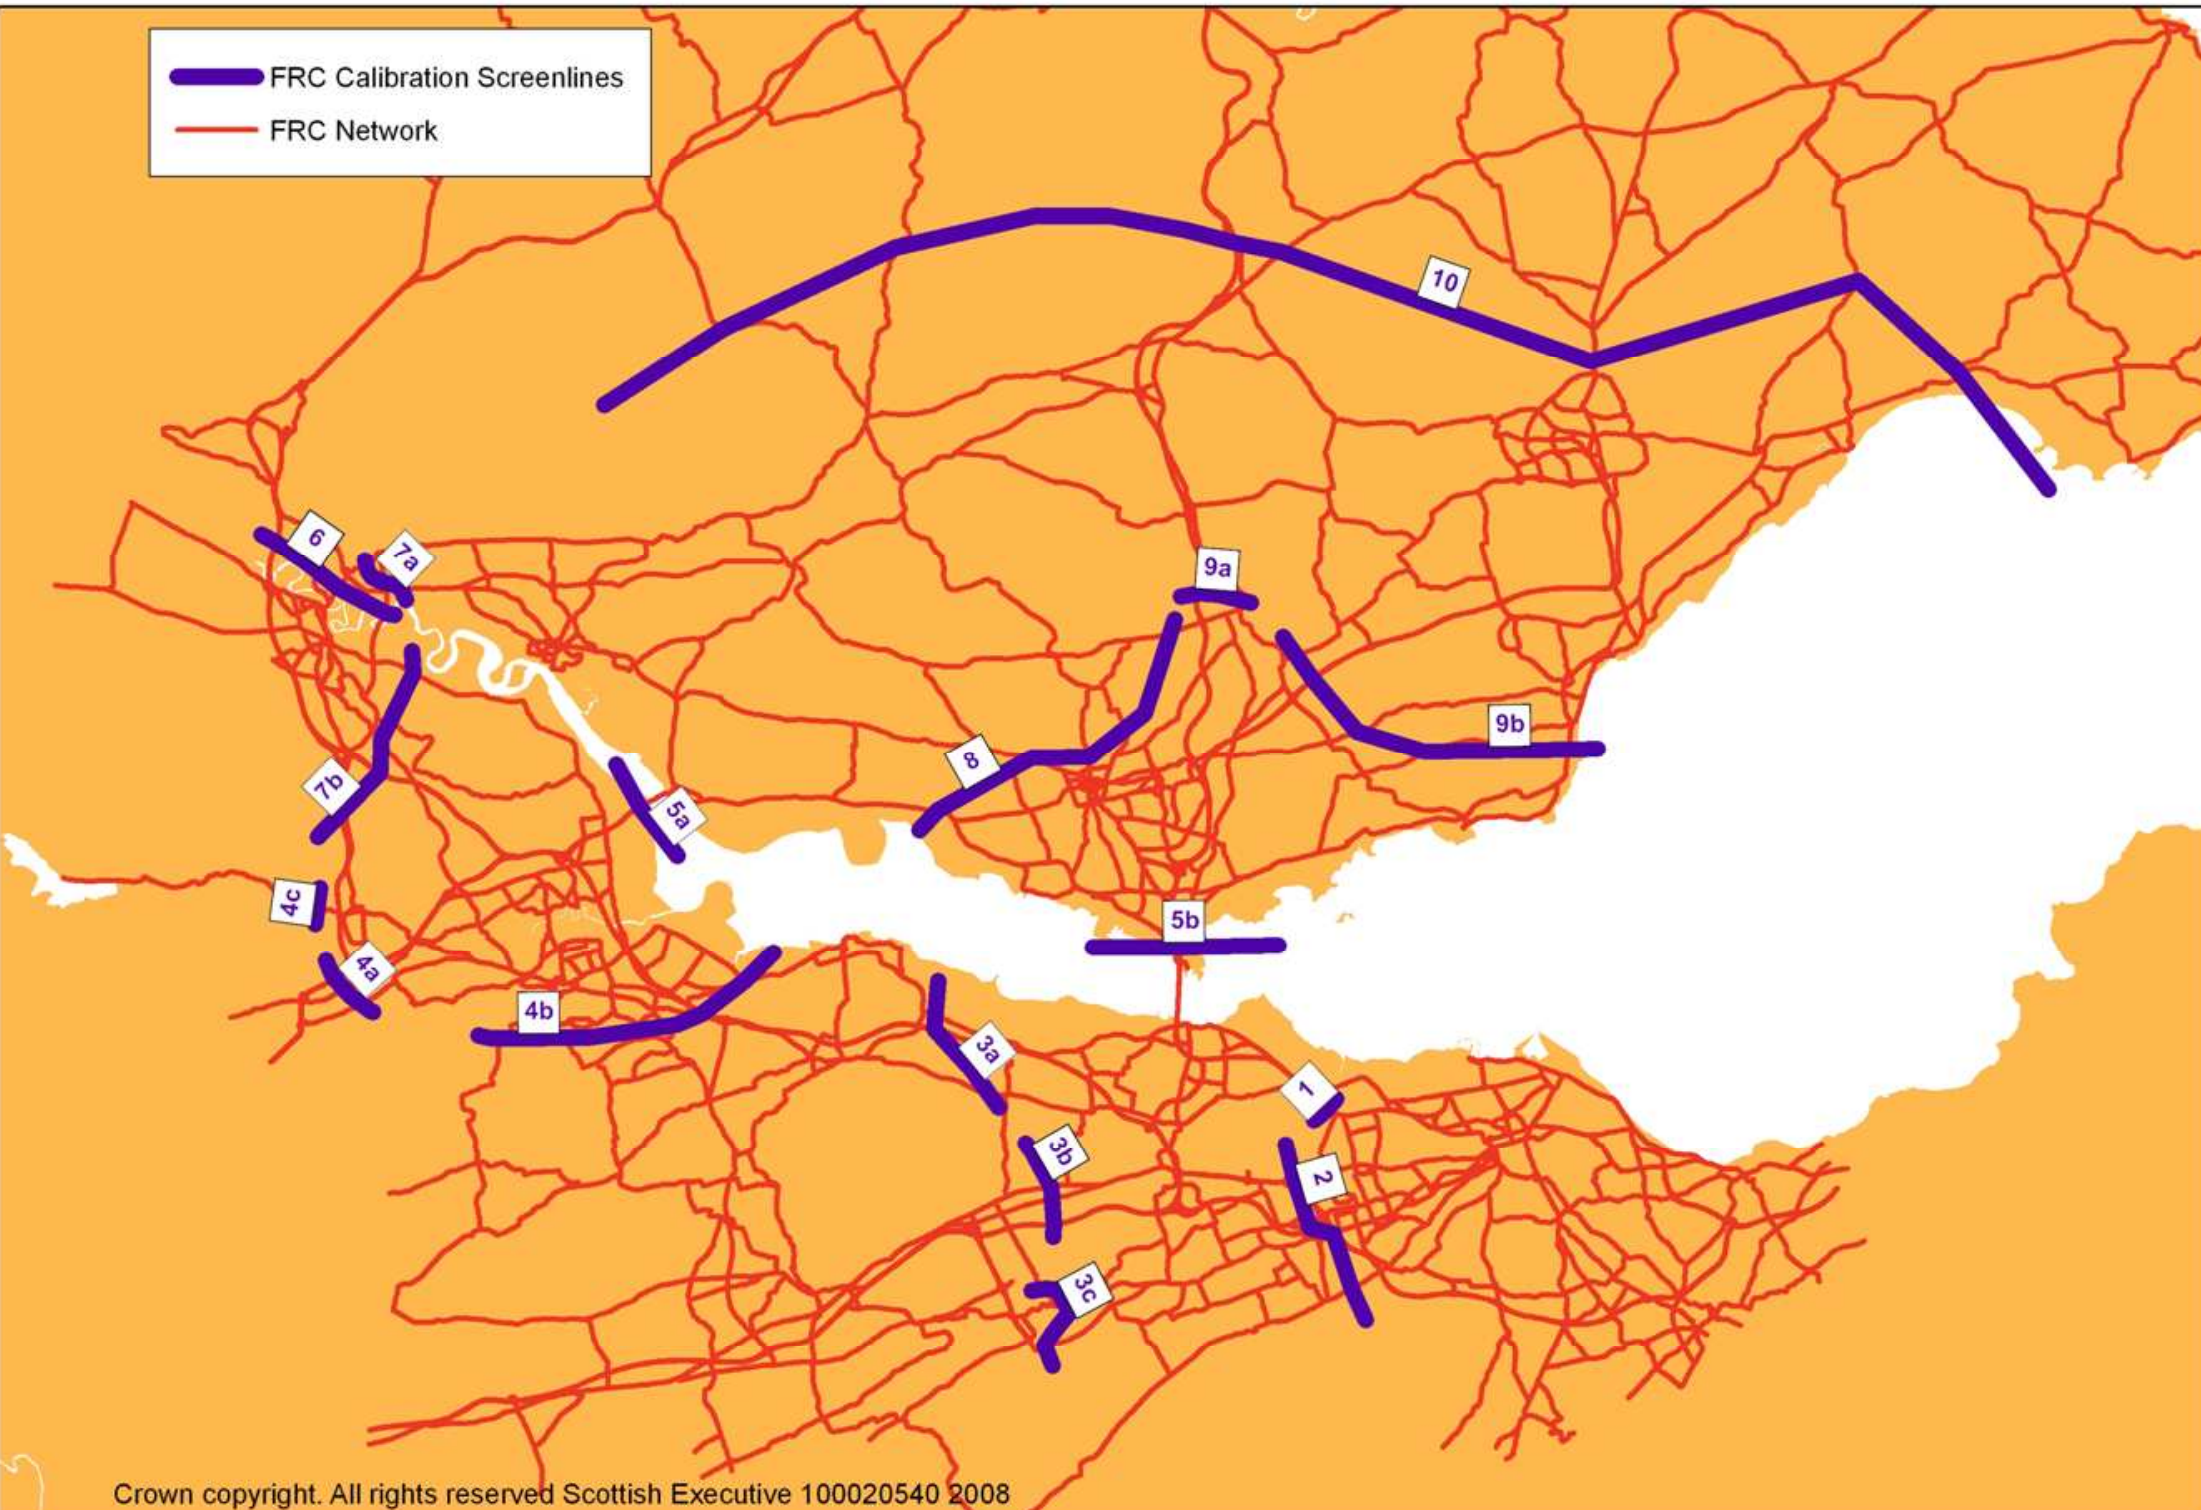 FRC Calibration Screenlines
FRC Network
10
6
7a
9a
9b
8
7b
5a
4c
5b
4a
4b
3a
1
3b
2
3c
Crown copyright. All rights reserved Scottish Executive 100020540 2008